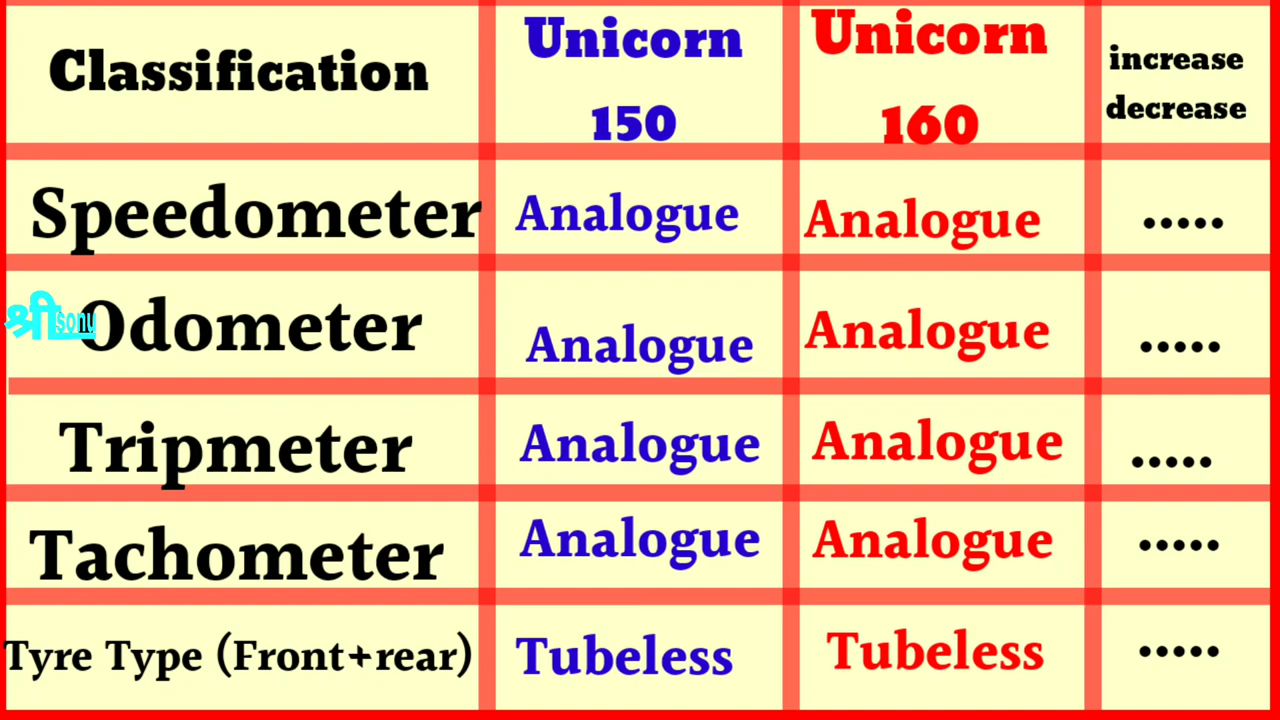 Classification
Unicorn
150
Unicorn
160
increase
decrease
Speedometer
Analogue
Analogue
.....
श्री sony
Odometer
Analogue
Analogue
.....
Tripmeter
Analogue
Analogue
.....
Tachometer
Analogue
Analogue
.....
Tyre Type (Front+rear)
Tubeless
Tubeless
.....